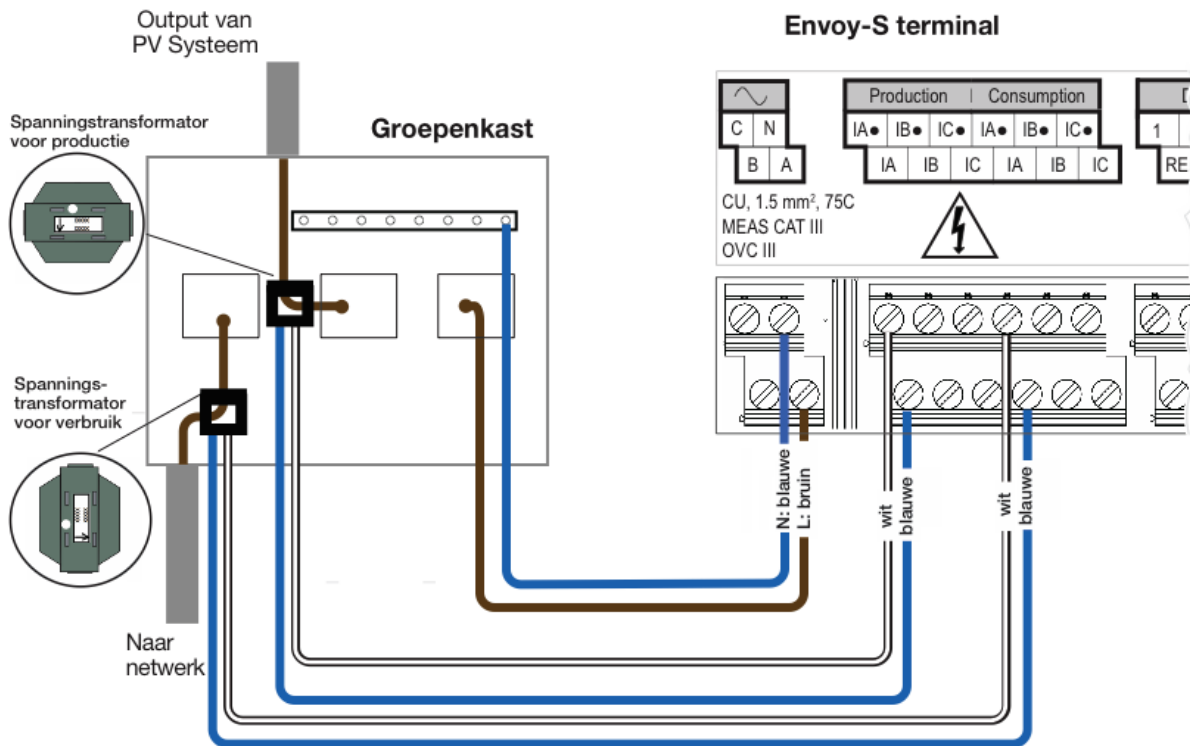 Output van
PV Systeem
Envoy-S terminal
Spanningstransformator
voor productie
Groepenkast
Production | Consumption
C N
B A
IA● IB● IC● IA● IB● IC●
IA IB IC IA IB IC
1
RE
CU, 1.5 mm², 75C
MEAS CAT III
OVC III
Spannings-
transformator
voor verbruik
N: blauwe
L: bruin
wit
blauwe
wit
blauwe
Naar
netwerk